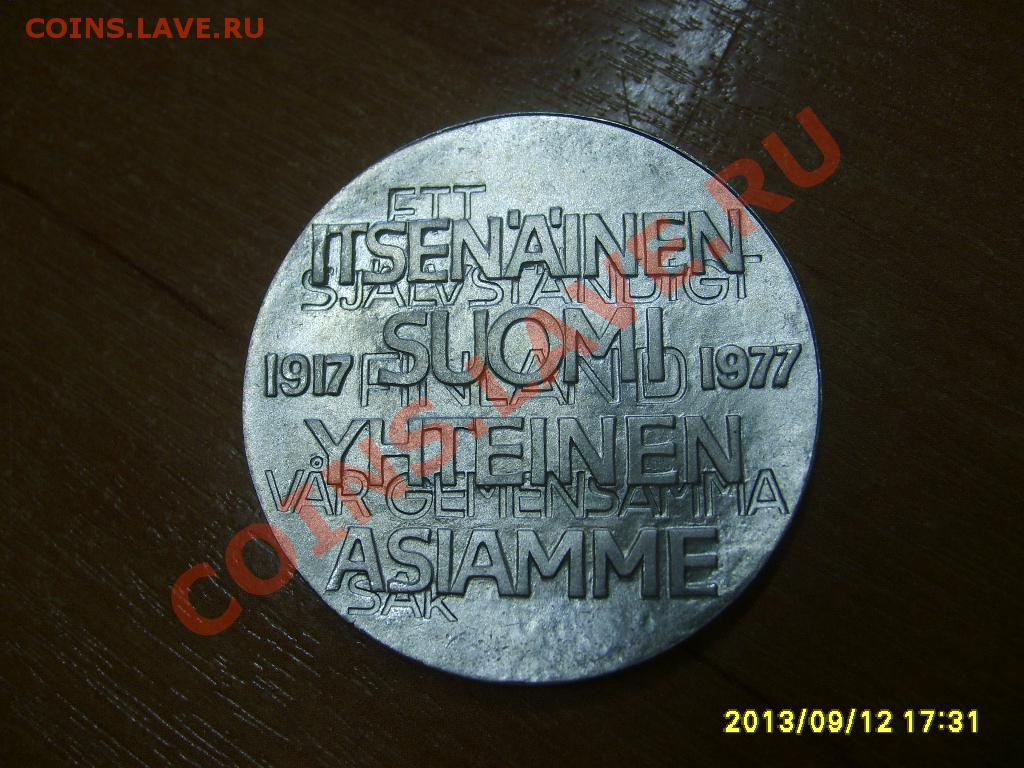 COINS.LAVE.RU
ETT
ITSENÄINEN
SJÄLVSTÄNDIGT
SUOMI
1917 FINLAND 1977
YHTEINEN
VÅR GEMENSAMMA
ASIAMME
SAK
COINS.LAVE.RU
2013/09/12 17:31